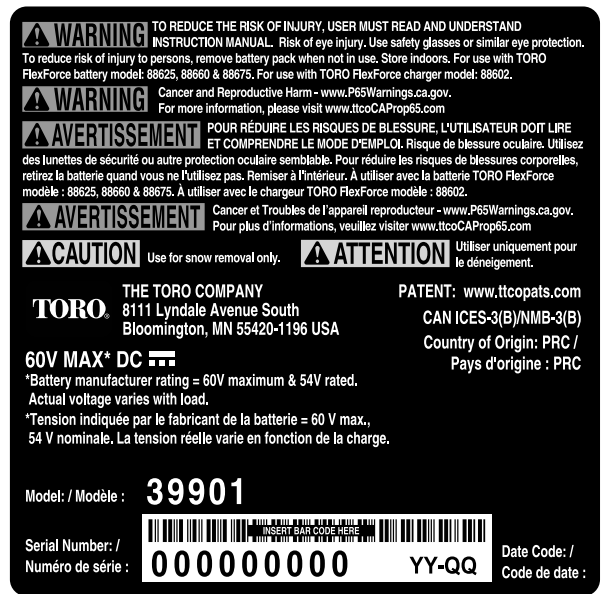 WARNING TO REDUCE THE RISK OF INJURY, USER MUST READ AND UNDERSTAND
INSTRUCTION MANUAL. Risk of eye injury. Use safety glasses or similar eye protection.
To reduce risk of injury to persons, remove battery pack when not in use. Store indoors. For use with TORO
FlexForce battery model: 88625, 88660 & 88675. For use with TORO FlexForce charger model: 88602.
WARNING Cancer and Reproductive Harm - www.P65Warnings.ca.gov.
For more information, please visit www.ttcoCAProp65.com
AVERTISSEMENT POUR RÉDUIRE LES RISQUES DE BLESSURE, L'UTILISATEUR DOIT LIRE
ET COMPRENDRE LE MODE D'EMPLOI. Risque de blessure oculaire. Utilisez
des lunettes de sécurité ou autre protection oculaire semblable. Pour réduire les risques de blessures corporelles,
retirez la batterie quand vous ne l'utilisez pas. Remiser à l'intérieur. À utiliser avec la batterie TORO FlexForce
modèle : 88625, 88660 & 88675. À utiliser avec le chargeur TORO FlexForce modèle : 88602.
AVERTISSEMENT Cancer et Troubles de l'appareil reproducteur - www.P65Warnings.ca.gov.
Pour plus d'informations, veuillez visiter www.ttcoCAProp65.com
CAUTION Use for snow removal only.
ATTENTION Utiliser uniquement pour
le déneigement.
TORO®
THE TORO COMPANY
8111 Lyndale Avenue South
Bloomington, MN 55420-1196 USA
PATENT: www.ttcopats.com
CAN ICES-3(B)/NMB-3(B)
Country of Origin: PRC /
Pays d'origine : PRC
60V MAX* DC
*Battery manufacturer rating = 60V maximum & 54V rated.
Actual voltage varies with load.
*Tension indiquée par le fabricant de la batterie = 60 V max.,
54 V nominale. La tension réelle varie en fonction de la charge.
Model: / Modèle : 39901
INSERT BAR CODE HERE
Serial Number: /
Numéro de série :
000000000 YY-QQ
Date Code: /
Code de date :